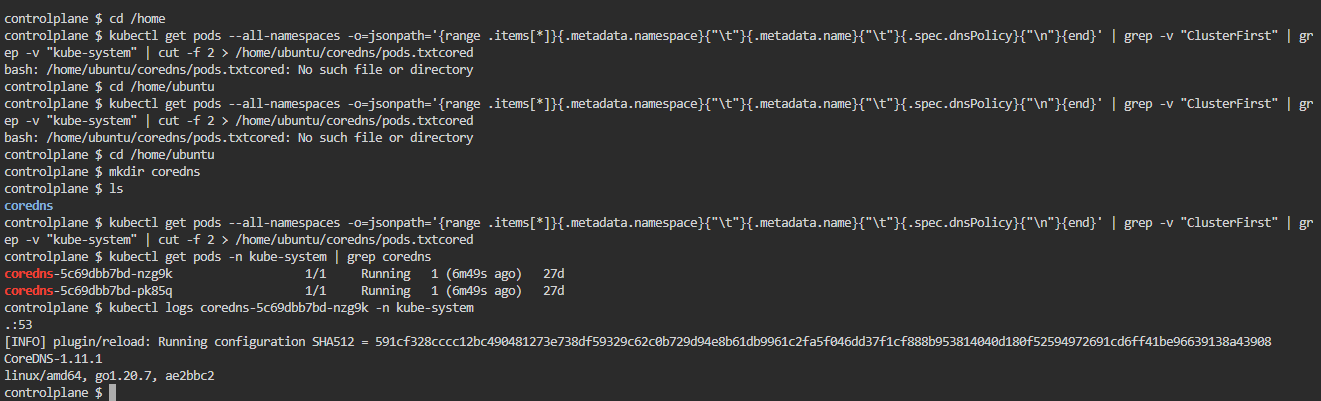 controlplane $ cd /home
controlplane $ kubectl get pods --all-namespaces -o=jsonpath='{range .items[*]}{.metadata.namespace}{"\t"}{.metadata.name}{"\t"}{.spec.dnsPolicy}{"\n"}{end}' | grep -v "ClusterFirst" | gr
ep -v "kube-system" | cut -f 2 > /home/ubuntu/coredns/pods.txtcored
bash: /home/ubuntu/coredns/pods.txtcored: No such file or directory
controlplane $ cd /home/ubuntu
controlplane $ kubectl get pods --all-namespaces -o=jsonpath='{range .items[*]}{.metadata.namespace}{"\t"}{.metadata.name}{"\t"}{.spec.dnsPolicy}{"\n"}{end}' | grep -v "ClusterFirst" | gr
ep -v "kube-system" | cut -f 2 > /home/ubuntu/coredns/pods.txtcored
bash: /home/ubuntu/coredns/pods.txtcored: No such file or directory
controlplane $ cd /home/ubuntu
controlplane $ mkdir coredns
controlplane $ ls
coredns
controlplane $ kubectl get pods --all-namespaces -o=jsonpath='{range .items[*]}{.metadata.namespace}{"\t"}{.metadata.name}{"\t"}{.spec.dnsPolicy}{"\n"}{end}' | grep -v "ClusterFirst" | gr
ep -v "kube-system" | cut -f 2 > /home/ubuntu/coredns/pods.txtcored
controlplane $ kubectl get pods -n kube-system | grep coredns
coredns-5c69dbb7bd-nzg9k                  1/1     Running   1 (6m49s ago)   27d
coredns-5c69dbb7bd-pk85q                  1/1     Running   1 (6m49s ago)   27d
controlplane $ kubectl logs coredns-5c69dbb7bd-nzg9k -n kube-system
.:53
[INFO] plugin/reload: Running configuration SHA512 = 591cf328cccc12bc490481273e738df59329c62c0b729d94e8b61db9961c2fa5f046dd37f1cf888b953814040d180f52594972691cd6ff41be96639138a43908
CoreDNS-1.11.1
linux/amd64, go1.20.7, ae2bbc2
controlplane $